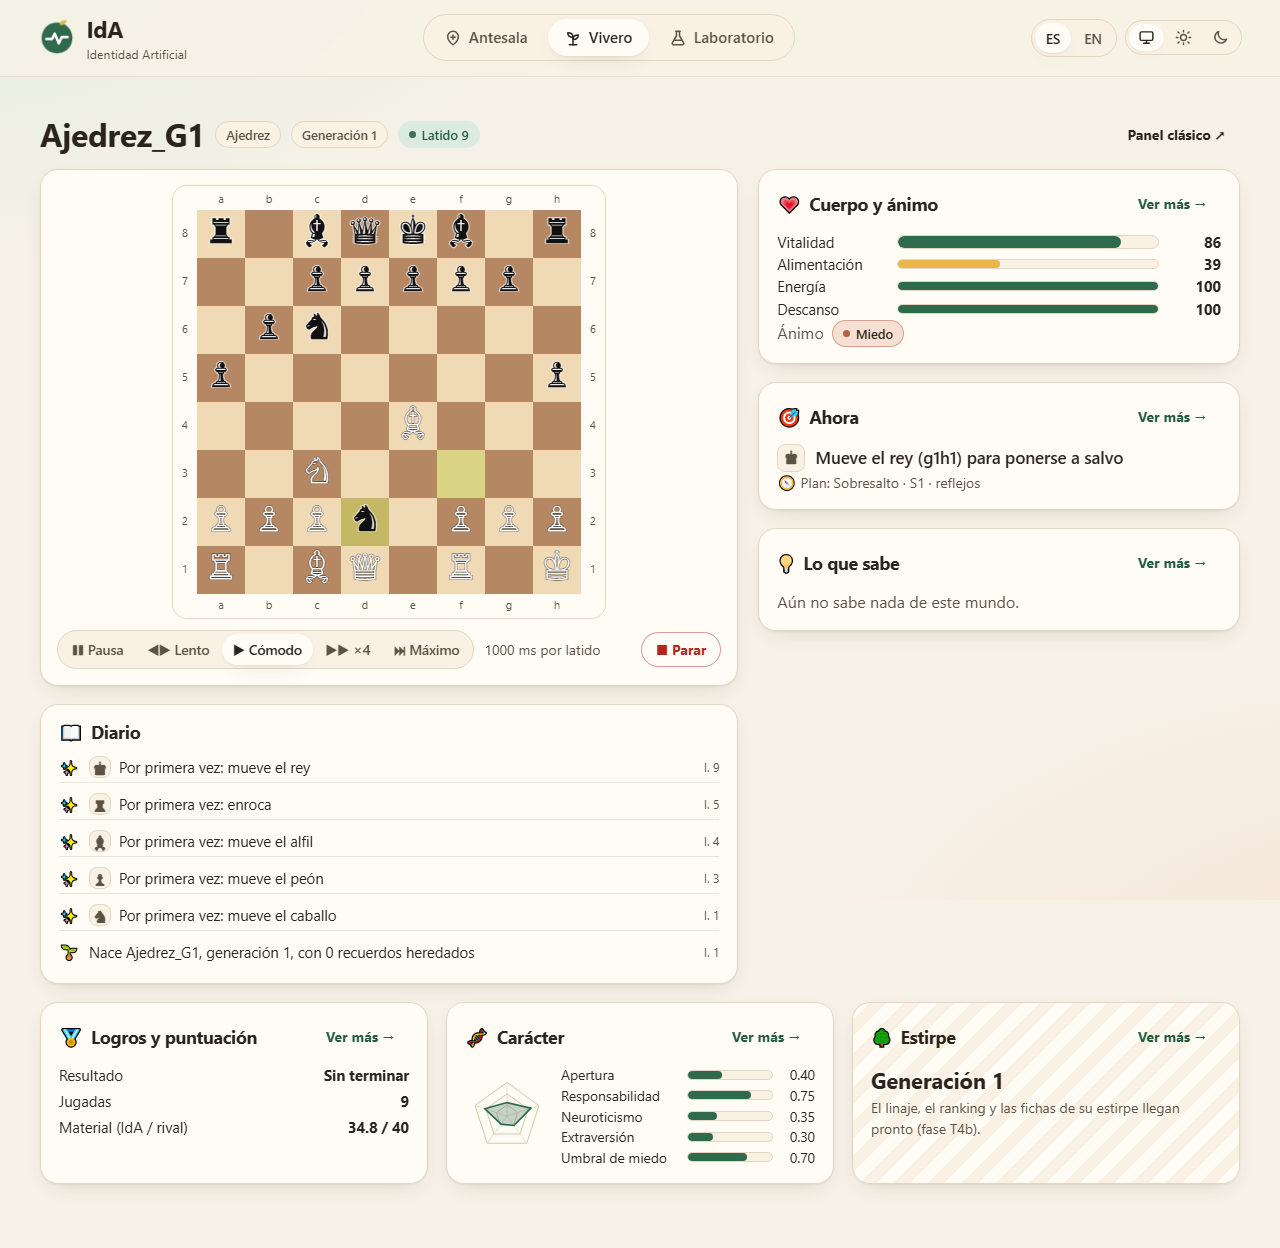 IdA
Identidad Artificial
Antesala
Vivero
Laboratorio
ES
EN
Ajedrez_G1
Ajedrez
Generación 1
Latido 9
Panel clásico ↗
a b c d e f g h
8 8
7 7
6 6
5 5
4 4
3 3
2 2
1 1
a b c d e f g h
Pausa
Lento
Cómodo
×4
Máximo
1000 ms por latido
Parar
Cuerpo y ánimo
Ver más →
Vitalidad 86
Alimentación 39
Energía 100
Descanso 100
Ánimo Miedo
Ahora
Ver más →
Mueve el rey (g1h1) para ponerse a salvo
Plan: Sobresalto · S1 · reflejos
Lo que sabe
Ver más →
Aún no sabe nada de este mundo.
Diario
Por primera vez: mueve el rey l. 9
Por primera vez: enroca l. 5
Por primera vez: mueve el alfil l. 4
Por primera vez: mueve el peón l. 3
Por primera vez: mueve el caballo l. 1
Nace Ajedrez_G1, generación 1, con 0 recuerdos heredados l. 1
Logros y puntuación
Ver más →
Resultado Sin terminar
Jugadas 9
Material (IdA / rival) 34.8 / 40
Carácter
Ver más →
Apertura 0.40
Responsabilidad 0.75
Neuroticismo 0.35
Extraversión 0.30
Umbral de miedo 0.70
Estirpe
Ver más →
Generación 1
El linaje, el ranking y las fichas de su estirpe llegan
pronto (fase T4b).